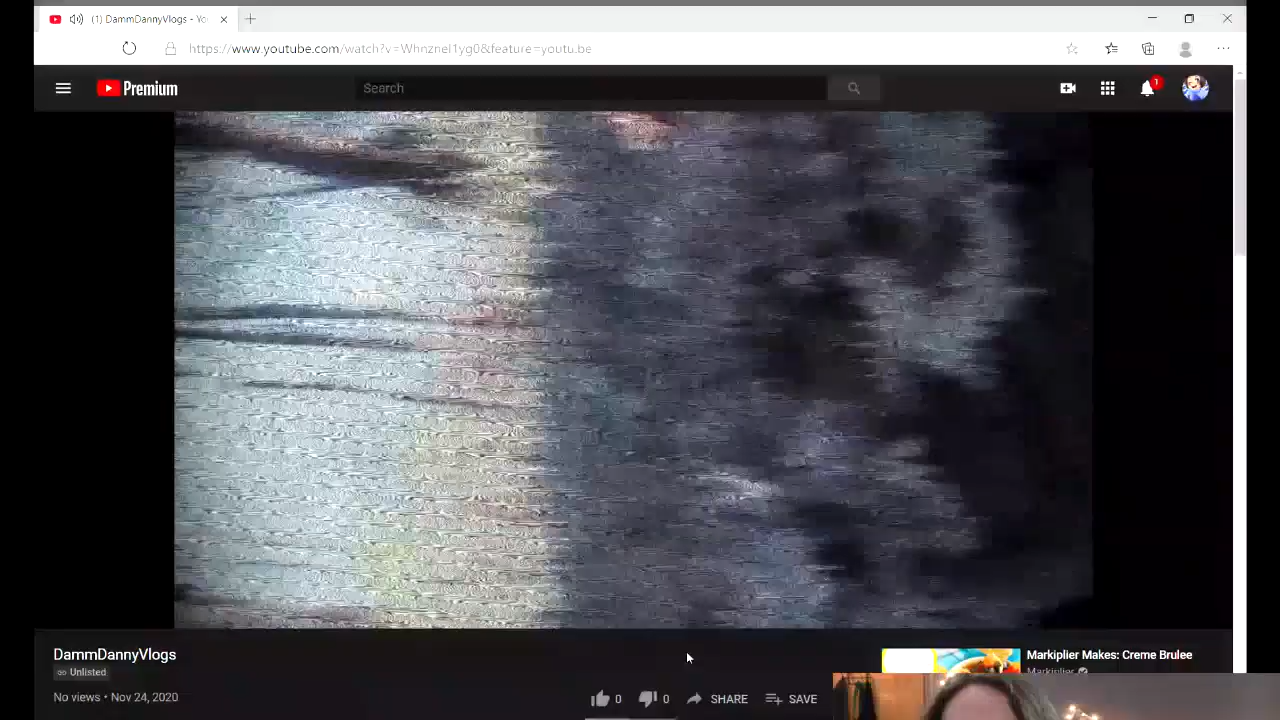 (1) DammDannyVlogs - Yo
https://www.youtube.com/watch?v=WhnzneI1yg0&feature=youtu.be
Premium
Search
1
DammDannyVlogs
Unlisted
No views • Nov 24, 2020
0
0
SHARE
SAVE
Markiplier Makes: Creme Brulee
Markiplier